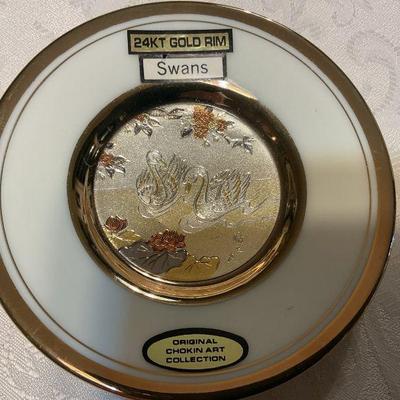 24KT GOLD RIM
Swans
ORIGINAL
CHOKIN ART
COLLECTION